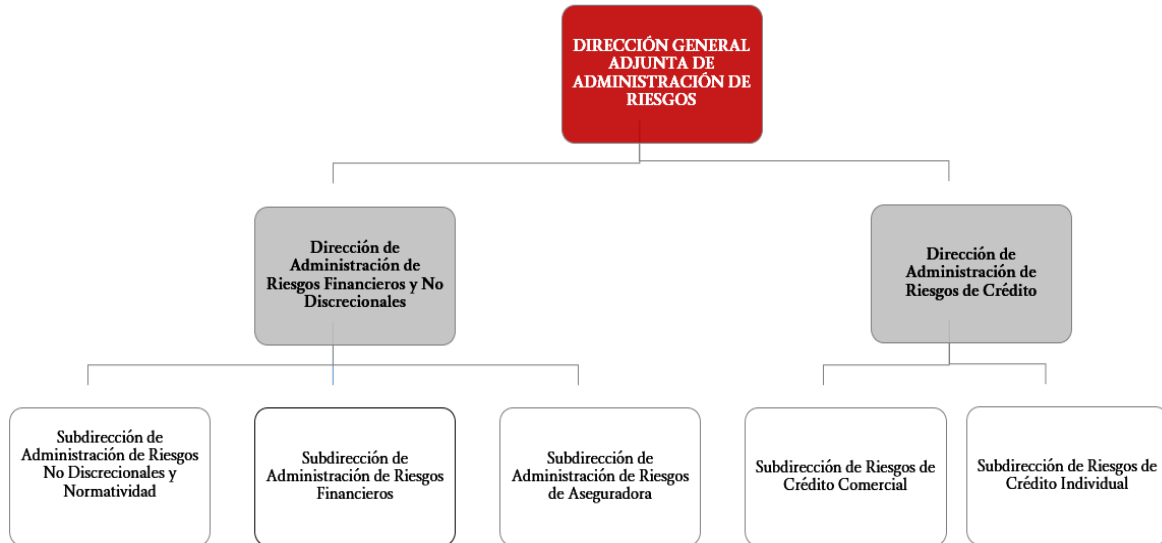 DIRECCIÓN GENERAL
ADJUNTA DE
ADMINISTRACIÓN DE
RIESGOS
Dirección de
Administración de
Riesgos Financieros y No
Discrecionales
Dirección de
Administración de
Riesgos de Crédito
Subdirección de
Administración de Riesgos
No Discrecionales y
Normatividad
Subdirección de
Administración de Riesgos
Financieros
Subdirección de
Administración de Riesgos
de Aseguradora
Subdirección de Riesgos de
Crédito Comercial
Subdirección de Riesgos de
Crédito Individual